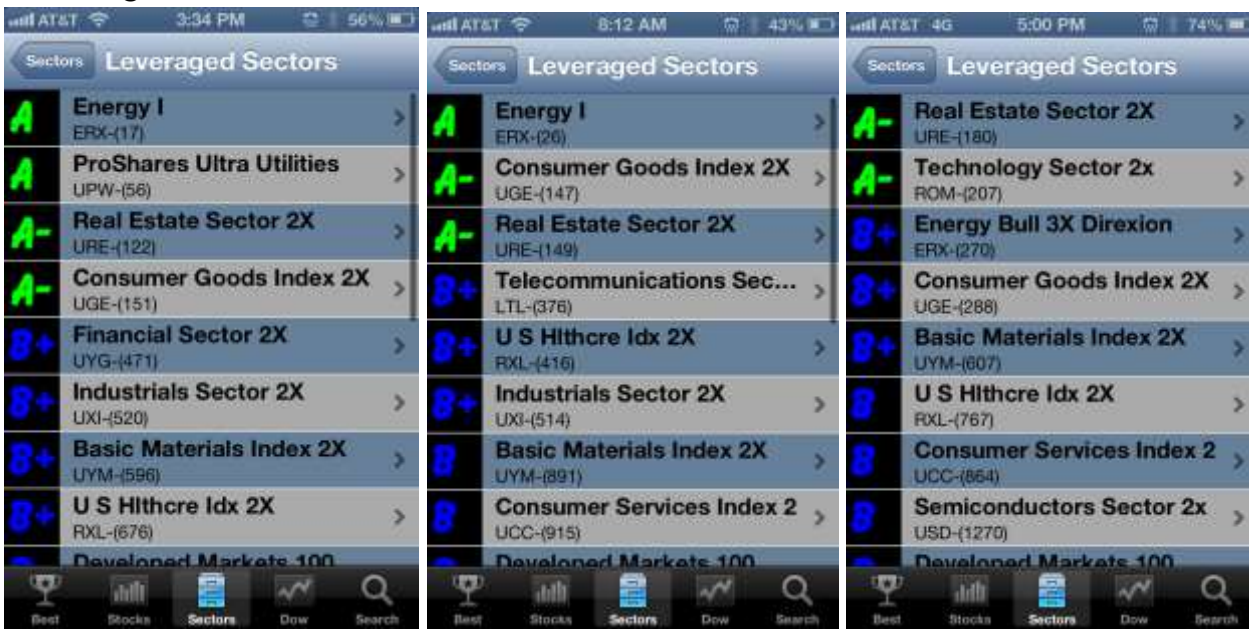 AT&T 3:34 PM 56%
Sectors Leveraged Sectors
A Energy I
ERX-(17)
A ProShares Ultra Utilities
UPW-(56)
A- Real Estate Sector 2X
URE-(122)
A- Consumer Goods Index 2X
UGE-(151)
B+ Financial Sector 2X
UYG-(471)
B+ Industrials Sector 2X
UXI-(520)
B+ Basic Materials Index 2X
UYM-(596)
B+ U S Hlthcre Idx 2X
RXL-(676)
Developed Markets 100
Best Stocks Sectors Dow Search
AT&T 8:12 AM 43%
Sectors Leveraged Sectors
A Energy I
ERX-(26)
A- Consumer Goods Index 2X
UGE-(147)
A- Real Estate Sector 2X
URE-(149)
B+ Telecommunications Sec...
LTL-(376)
B+ U S Hlthcre Idx 2X
RXL-(416)
B+ Industrials Sector 2X
UXI-(514)
B Basic Materials Index 2X
UYM-(891)
B Consumer Services Index 2
UCC-(915)
Developed Markets 100
Best Stocks Sectors Dow Search
AT&T 4G 5:00 PM 74%
Sectors Leveraged Sectors
A- Real Estate Sector 2X
URE-(180)
A- Technology Sector 2x
ROM-(207)
B+ Energy Bull 3X Direxion
ERX-(270)
B+ Consumer Goods Index 2X
UGE-(288)
B+ Basic Materials Index 2X
UYM-(607)
B U S Hlthcre Idx 2X
RXL-(767)
B Consumer Services Index 2
UCC-(864)
B Semiconductors Sector 2x
USD-(1270)
Developed Markets 100
Best Stocks Sectors Dow Search